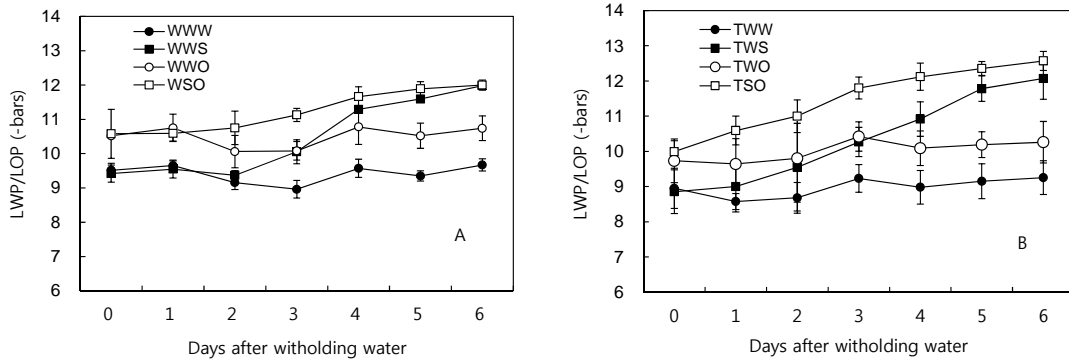 LWP/LOP (-bars)
14
13
12
11
10
9
8
7
6
WWW
WWS
WWO
WSO
A
0 1 2 3 4 5 6
Days after witholding water
LWP/LOP (-bars)
14
13
12
11
10
9
8
7
6
TWW
TWS
TWO
TSO
B
0 1 2 3 4 5 6
Days after witholding water